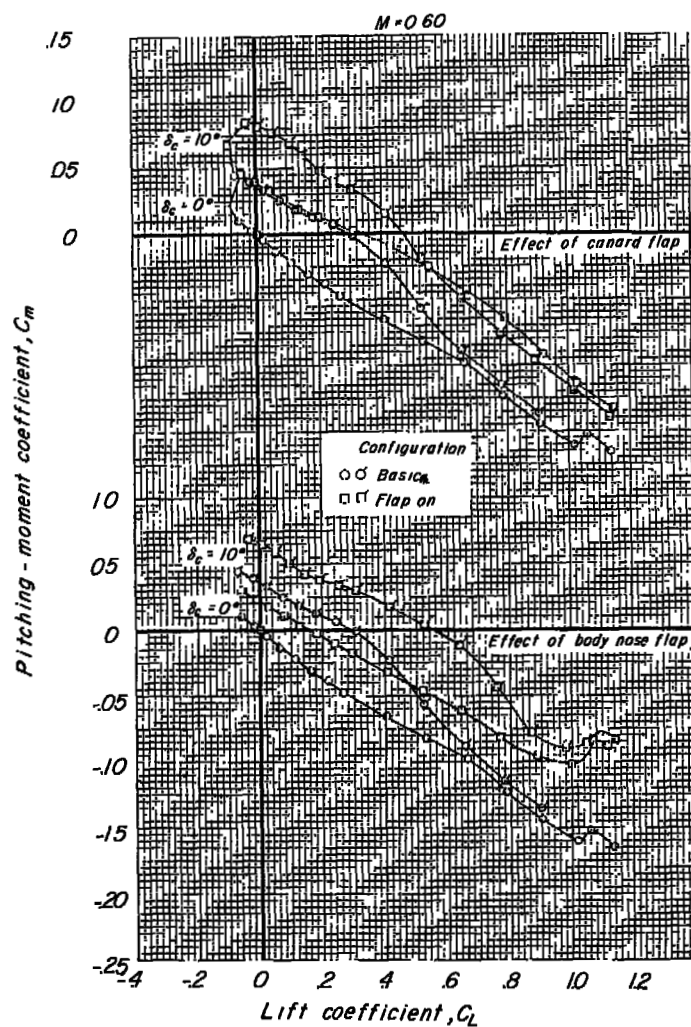 M = 0.60
.15
.10
.05
0
δc = 10°
δc = 0°
Effect of canard flap
Pitching-moment coefficient, Cm
Configuration
Basic
Flap on
.10
.05
0
-.05
-.10
-.15
-.20
-.25
δc = 10°
δc = 0°
Effect of body nose flap
-.4
.2
0
.2
.4
.6
.8
1.0
1.2
Lift coefficient, CL